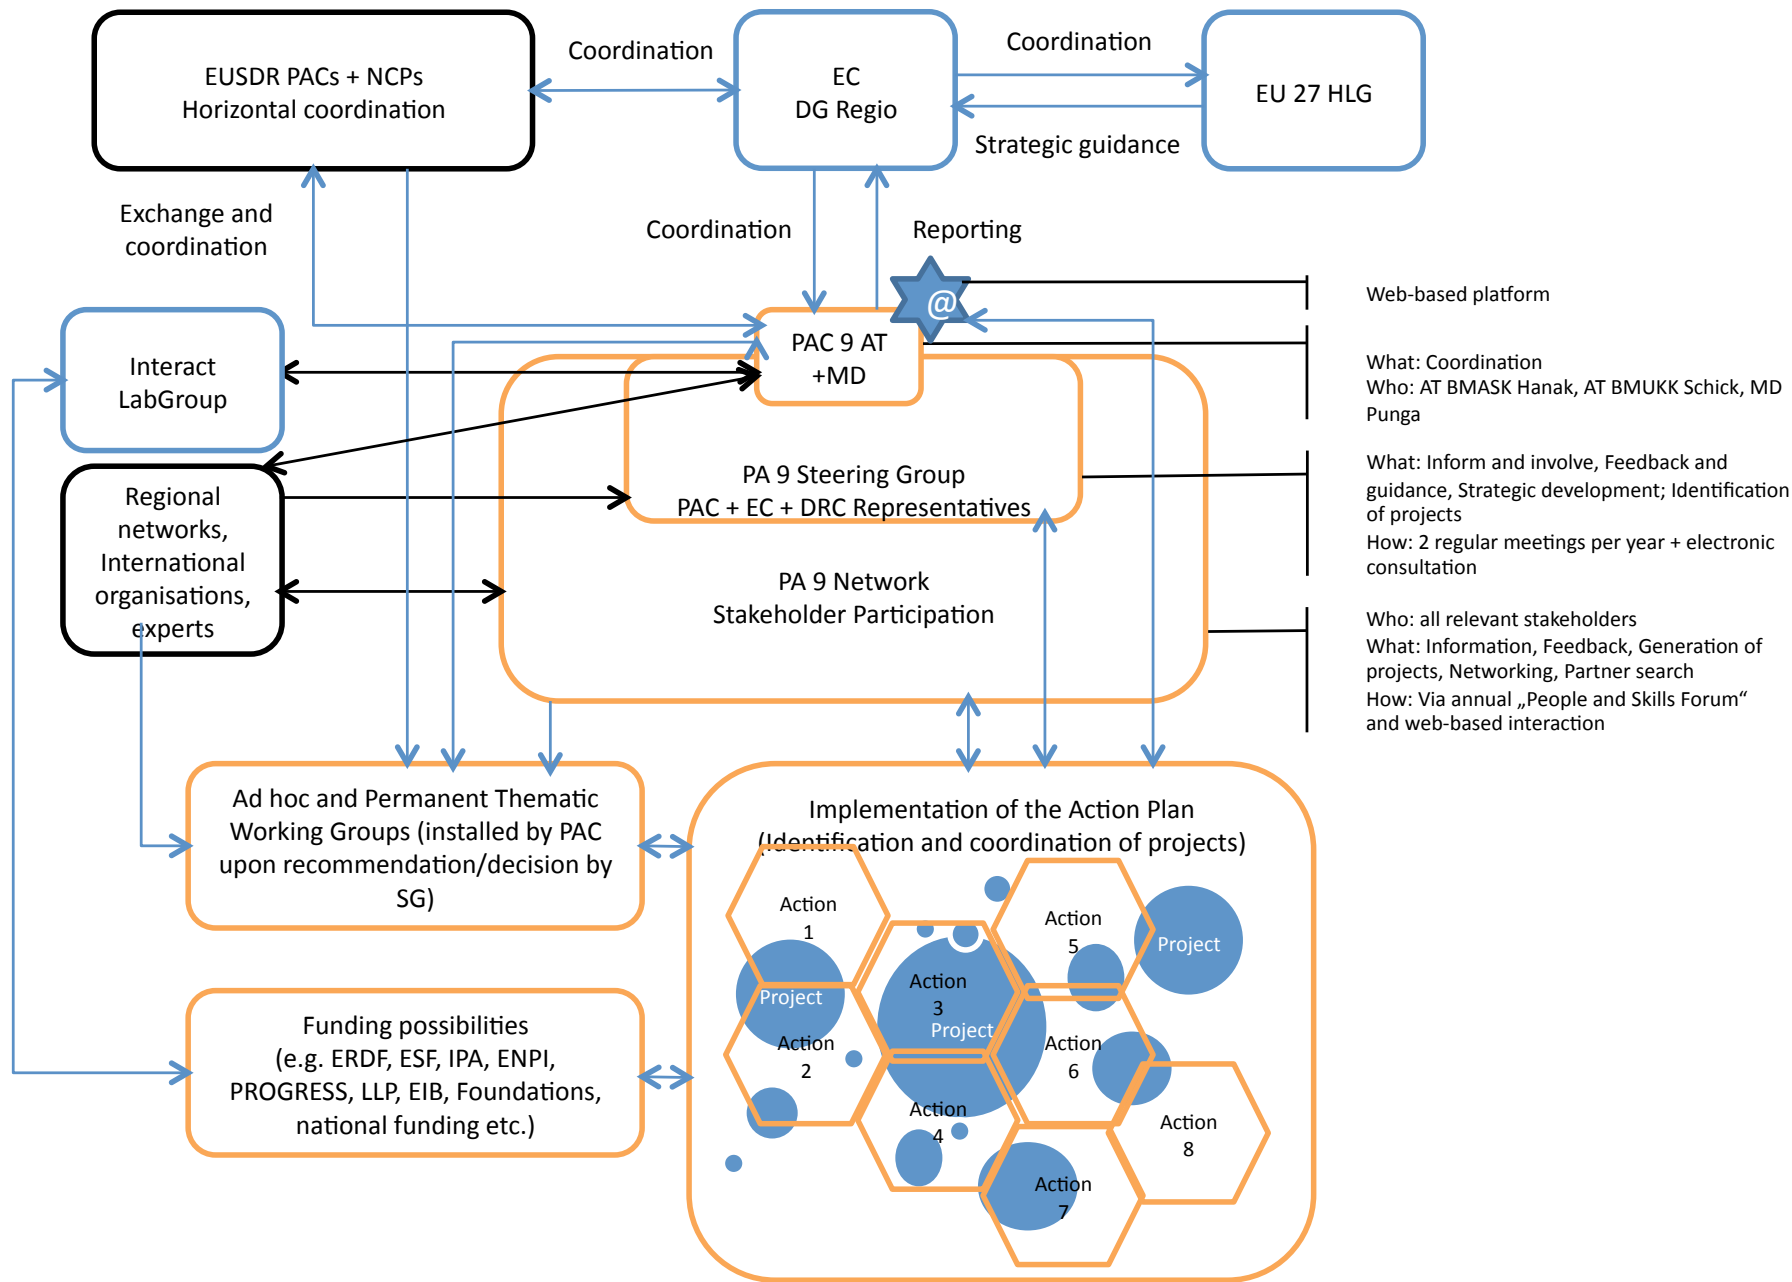 EUSDR PACs + NCPs
Horizontal coordination
Coordination
EC
DG Regio
Coordination
Strategic guidance
EU 27 HLG
Exchange and
coordination
Coordination
Reporting
@
Web-based platform
PAC 9 AT
+MD
What: Coordination
Who: AT BMASK Hanak, AT BMUKK Schick, MD
Punga
Interact
LabGroup
PA 9 Steering Group
PAC + EC + DRC Representatives
What: Inform and involve, Feedback and
guidance, Strategic development; Identification
of projects
How: 2 regular meetings per year + electronic
consultation
Regional
networks,
International
organisations,
experts
PA 9 Network
Stakeholder Participation
Who: all relevant stakeholders
What: Information, Feedback, Generation of
projects, Networking, Partner search
How: Via annual „People and Skills Forum“
and web-based interaction
Ad hoc and Permanent Thematic
Working Groups (installed by PAC
upon recommendation/decision by
SG)
Implementation of the Action Plan
(Identification and coordination of projects)
Action
1
Action
5
Project
Project
Action
3
Project
Action
2
Action
6
Action
4
Action
8
Action
7
Funding possibilities
(e.g. ERDF, ESF, IPA, ENPI,
PROGRESS, LLP, EIB, Foundations,
national funding etc.)